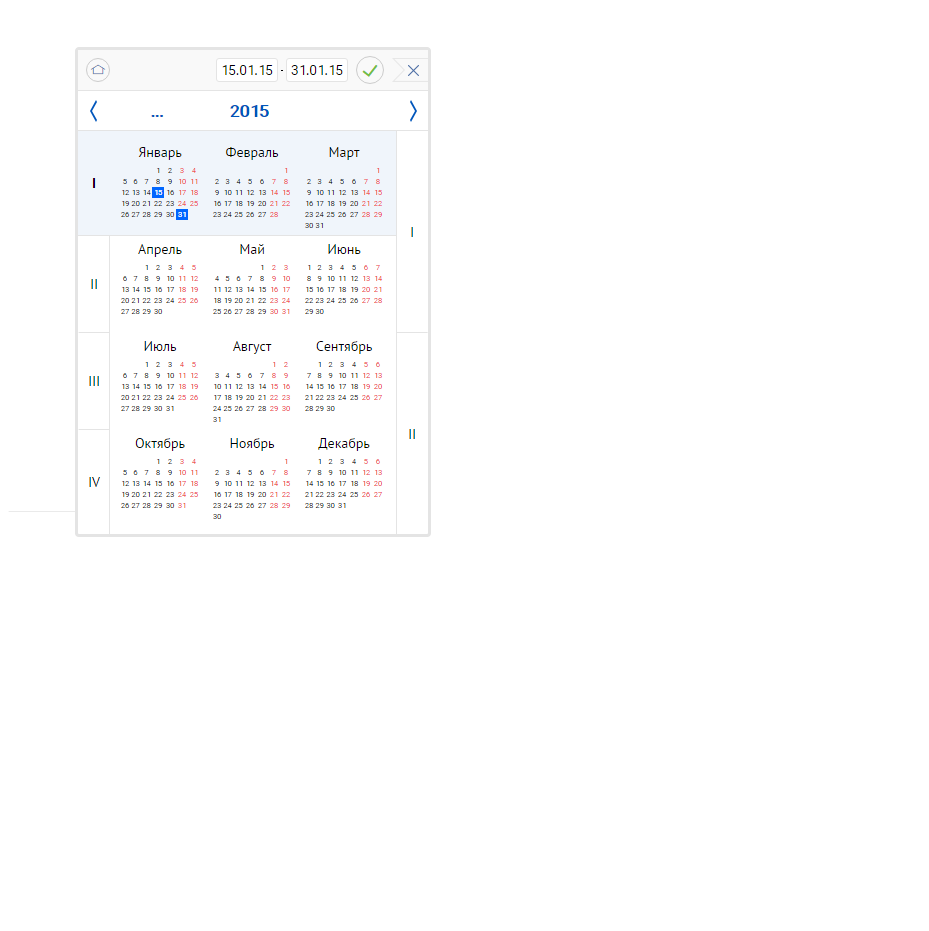 15.01.15 - 31.01.15
... 2015
Январь Февраль Март
1 2 3 4 1 1
I 5 6 7 8 9 10 11 2 3 4 5 6 7 8 2 3 4 5 6 7 8
12 13 14 15 16 17 18 9 10 11 12 13 14 15 9 10 11 12 13 14 15
19 20 21 22 23 24 25 16 17 18 19 20 21 22 16 17 18 19 20 21 22
26 27 28 29 30 31 23 24 25 26 27 28 23 24 25 26 27 28 29
30 31
I
Апрель Май Июнь
1 2 3 4 5 1 2 3 1 2 3 4 5 6 7
II 6 7 8 9 10 11 12 4 5 6 7 8 9 10 8 9 10 11 12 13 14
13 14 15 16 17 18 19 11 12 13 14 15 16 17 15 16 17 18 19 20 21
20 21 22 23 24 25 26 18 19 20 21 22 23 24 22 23 24 25 26 27 28
27 28 29 30 25 26 27 28 29 30 31 29 30
Июль Август Сентябрь
1 2 3 4 5 1 2 1 2 3 4 5 6
III 6 7 8 9 10 11 12 3 4 5 6 7 8 9 7 8 9 10 11 12 13
13 14 15 16 17 18 19 10 11 12 13 14 15 16 14 15 16 17 18 19 20
20 21 22 23 24 25 26 17 18 19 20 21 22 23 21 22 23 24 25 26 27
27 28 29 30 31 24 25 26 27 28 29 30 28 29 30
31
II
Октябрь Ноябрь Декабрь
1 2 3 4 1 1 2 3 4 5 6
IV 5 6 7 8 9 10 11 2 3 4 5 6 7 8 7 8 9 10 11 12 13
12 13 14 15 16 17 18 9 10 11 12 13 14 15 14 15 16 17 18 19 20
19 20 21 22 23 24 25 16 17 18 19 20 21 22 21 22 23 24 25 26 27
26 27 28 29 30 31 23 24 25 26 27 28 29 28 29 30 31
30